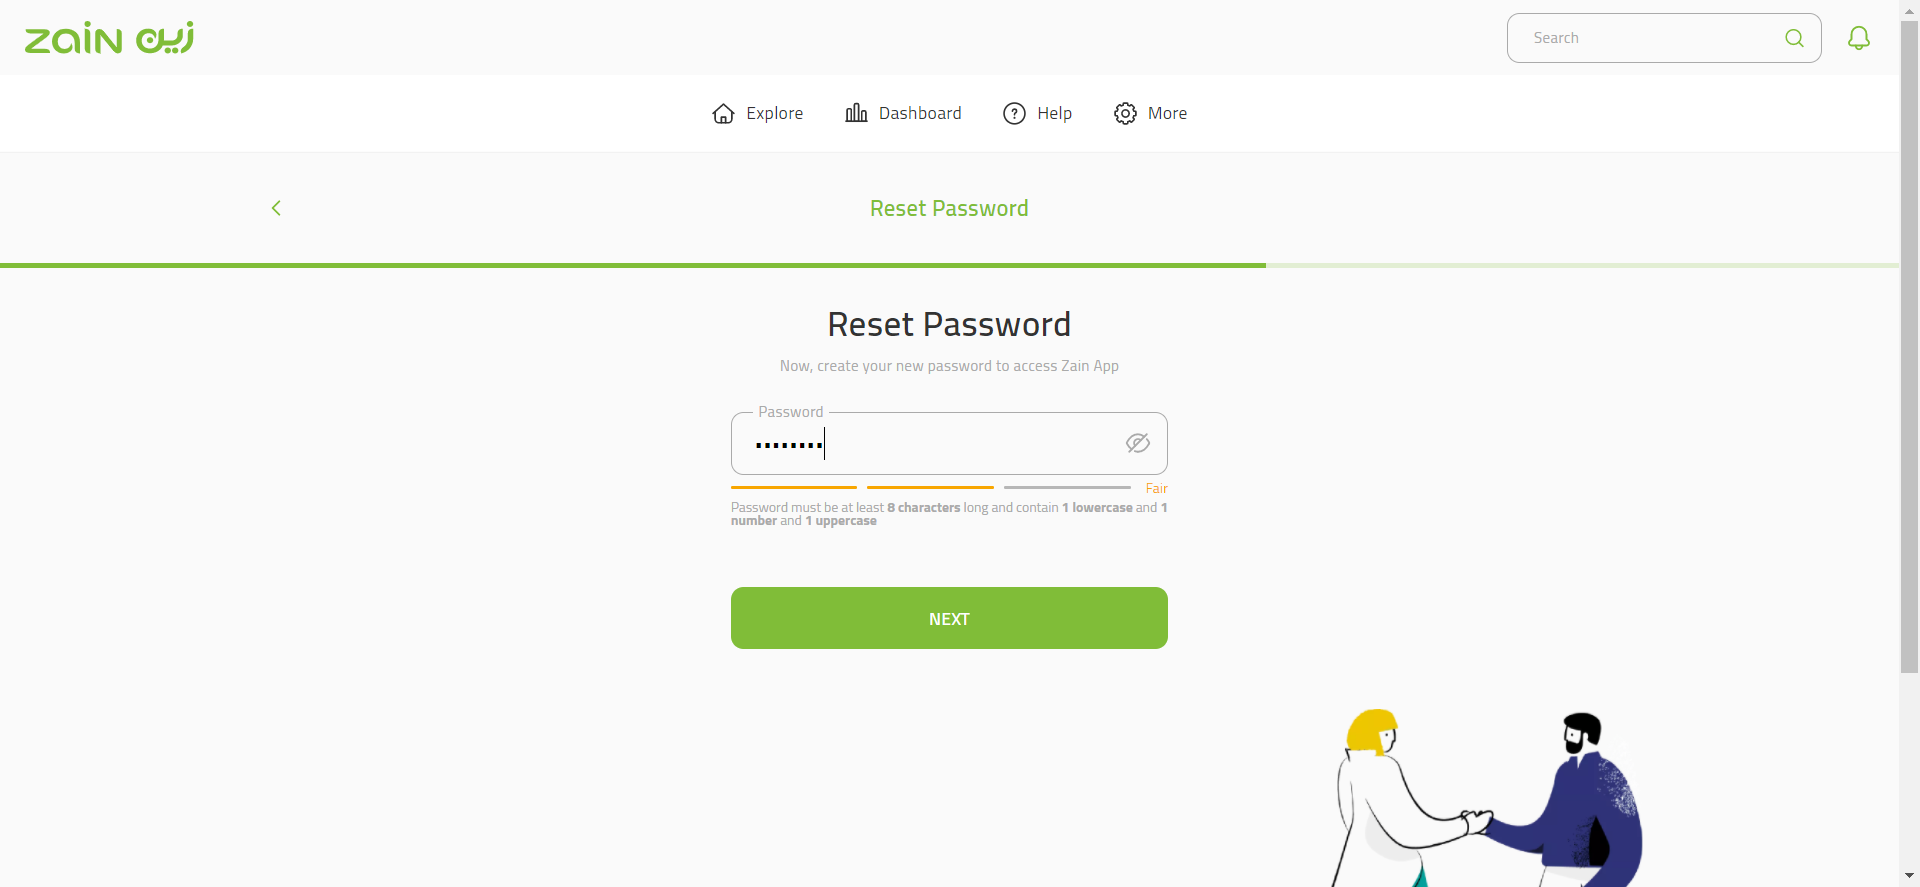 zain زين
Search
Explore
Dashboard
Help
More
Reset Password
Reset Password
Now, create your new password to access Zain App
Password
••••••••
Fair
Password must be at least 8 characters long and contain 1 lowercase and 1
number and 1 uppercase
NEXT